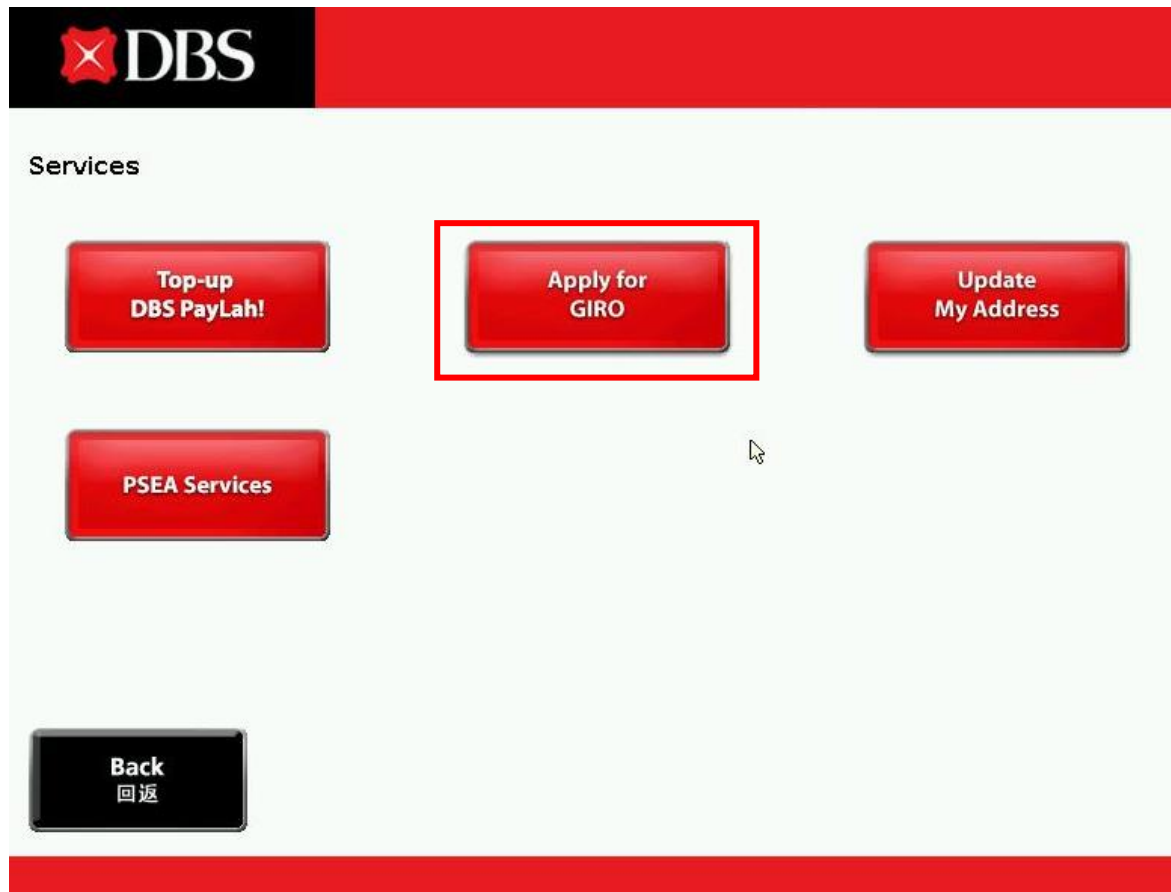 DBS
Services
Top-up
DBS PayLah!
Apply for
GIRO
Update
My Address
PSEA Services
Back
回返